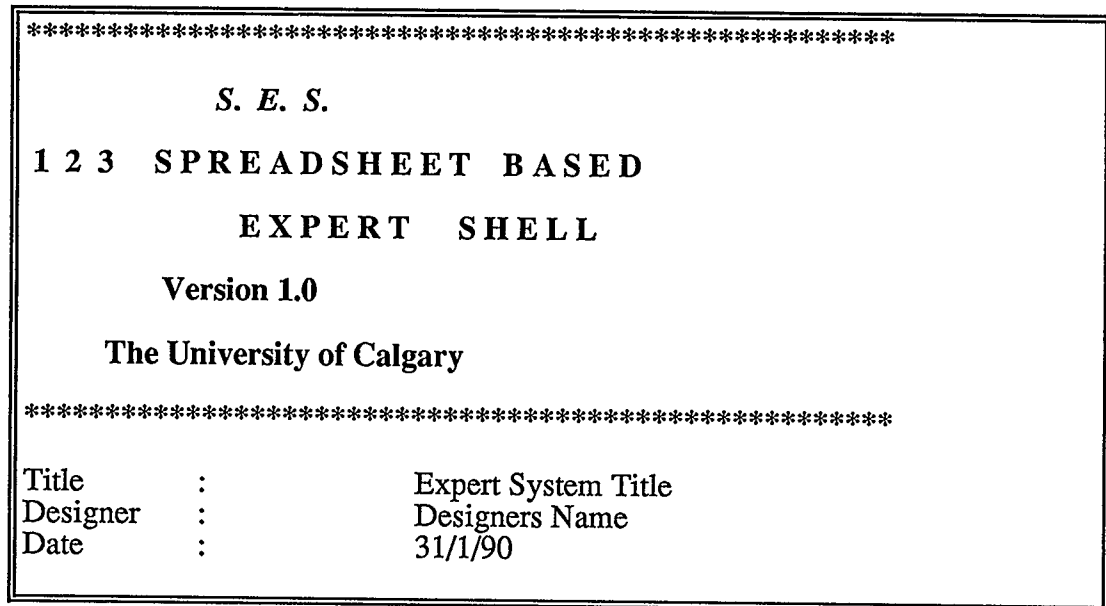 ******************************************************
S. E. S.
1 2 3 SPREADSHEET BASED
EXPERT SHELL
Version 1.0
The University of Calgary
******************************************************
Title : Expert System Title
Designer : Designers Name
Date : 31/1/90